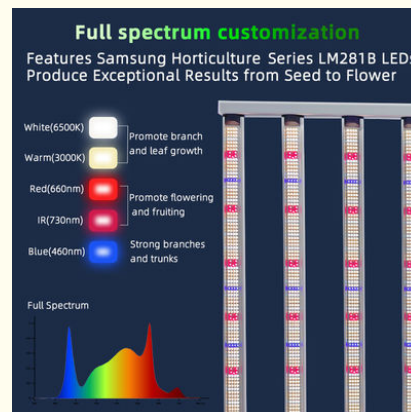 Full spectrum customization
Features Samsung Horticulture Series LM281B LEDs
Produce Exceptional Results from Seed to Flower
White(6500K)
Promote branch
and leaf growth
Warm(3000K)
Red(660nm)
Promote flowering
and fruiting
IR(730nm)
Blue(460nm)
Strong branches
and trunks
Full Spectrum